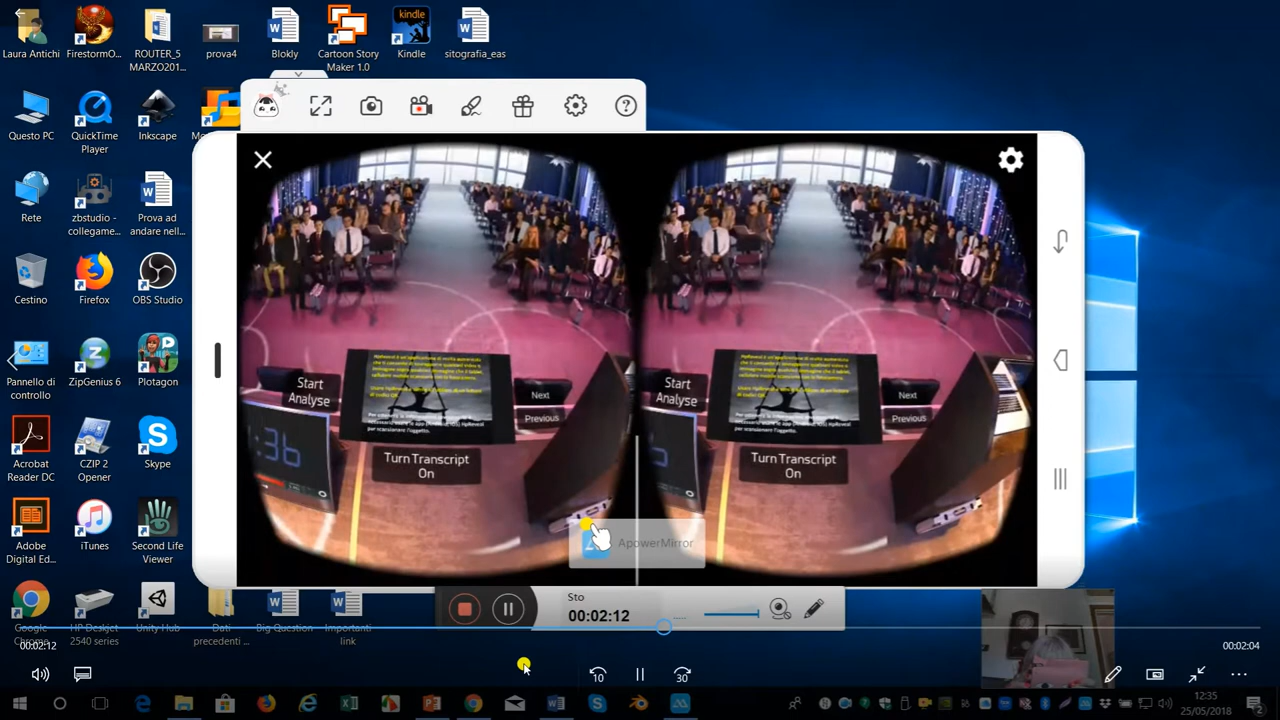 Laura Antichi
FirestormO...
ROUTER_5
MARZO201...
prova4
Blokly
Cartoon Story
Maker 1.0
kindle
Kindle
sitografia_eas
Questo PC
QuickTime
Player
Inkscape
Rete
zbstudio -
collegame...
Prova ad
andare nell...
Cestino
Firefox
OBS Studio
Pannello di
controllo
Zipgenius 6
Plotagon
Acrobat
Reader DC
CZIP 2
Opener
Skype
Adobe
Digital Ed...
iTunes
Second Life
Viewer
Google
Chrome
HP Deskjet
2540 series
Unity Hub
Dati
precedenti ...
Big Question
Importanti
link
Start
Analyse
Next
Previous
Turn Transcript
On
:36
Start
Analyse
Next
Previous
Turn Transcript
On
ApowerMirror
Sto
00:02:12
00:02:12
00:02:04
10
30
12:35
25/05/2018
2